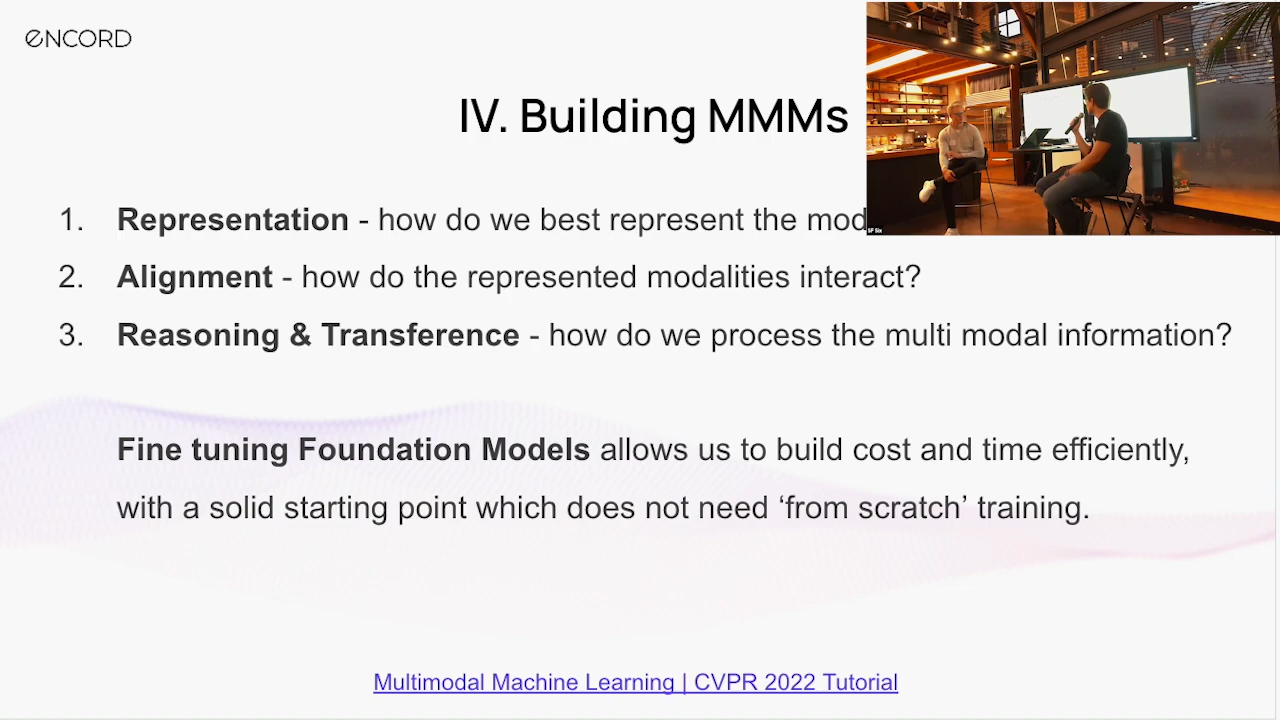 eNCORD
IV. Building MMMs
1. Representation - how do we best represent the mod
2. Alignment - how do the represented modalities interact?
3. Reasoning & Transference - how do we process the multi modal information?
Fine tuning Foundation Models allows us to build cost and time efficiently,
with a solid starting point which does not need ‘from scratch’ training.
SF Six
Multimodal Machine Learning | CVPR 2022 Tutorial